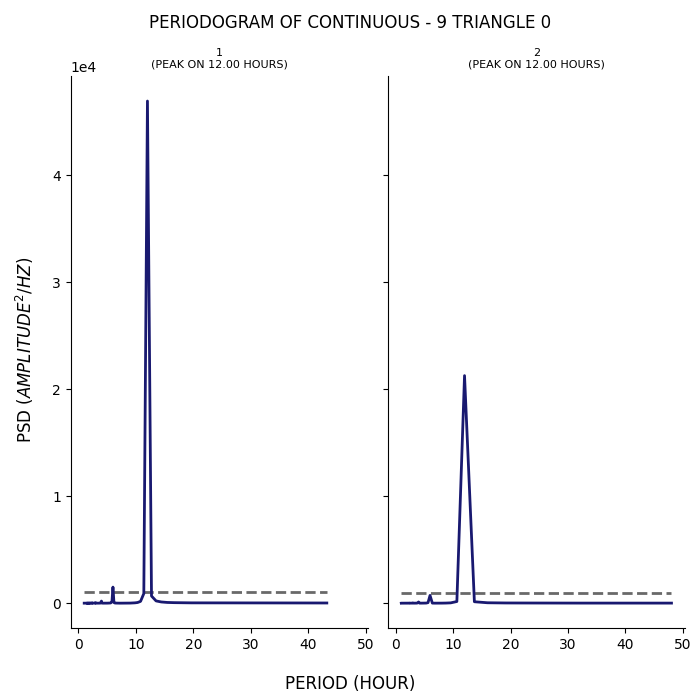 PERIODOGRAM OF CONTINUOUS - 9 TRIANGLE 0
1
(PEAK ON 12.00 HOURS)
2
(PEAK ON 12.00 HOURS)
1e4
4
3
2
1
0
PSD (AMPLITUDE²/HZ)
0 10 20 30 40 50
0 10 20 30 40 50
PERIOD (HOUR)